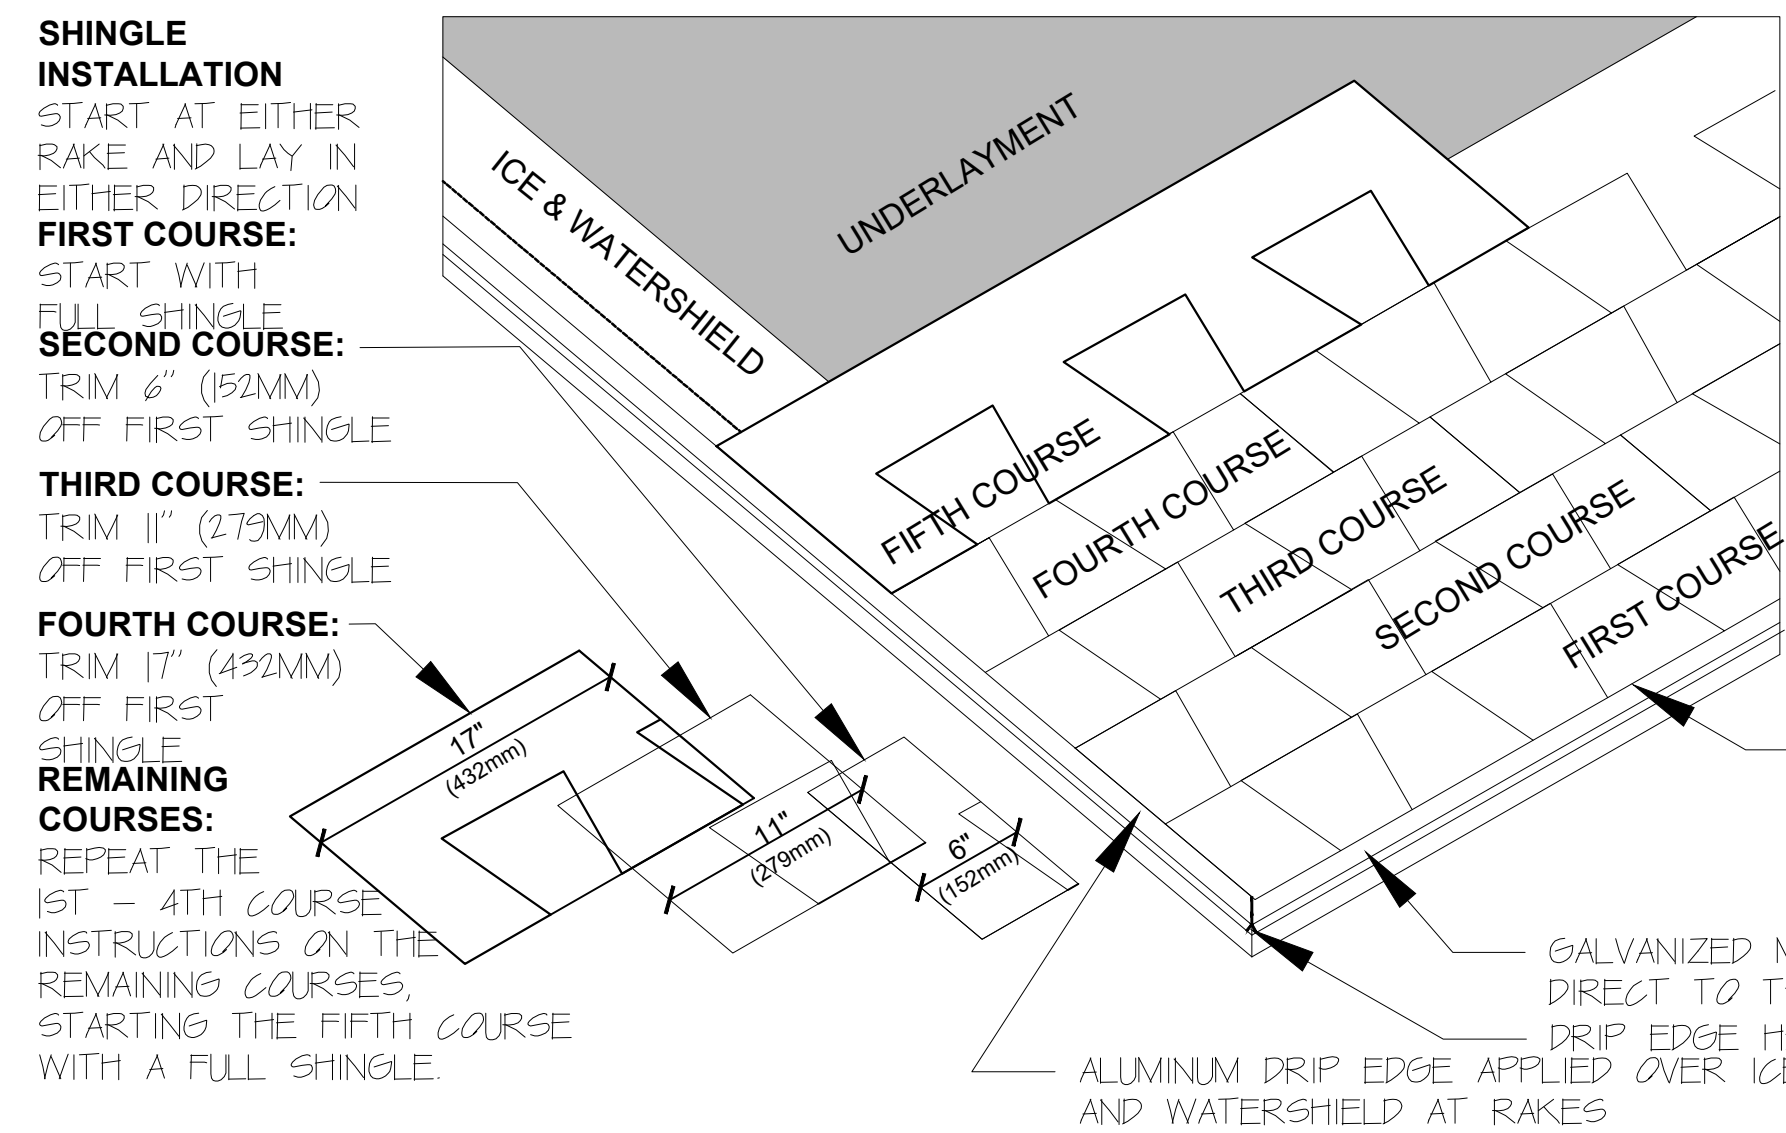 SHINGLE
INSTALLATION
START AT EITHER
RAKE AND LAY IN
EITHER DIRECTION
FIRST COURSE:
START WITH
FULL SHINGLE
SECOND COURSE:
TRIM 6" (152MM)
OFF FIRST SHINGLE
THIRD COURSE:
TRIM 11" (279MM)
OFF FIRST SHINGLE
FOURTH COURSE:
TRIM 17" (432MM)
OFF FIRST
SHINGLE
REMAINING
COURSES:
REPEAT THE
1ST - 4TH COURSE
INSTRUCTIONS ON THE
REMAINING COURSES,
STARTING THE FIFTH COURSE
WITH A FULL SHINGLE.
ICE & WATERSHIELD
UNDERLAYMENT
FIFTH COURSE
FOURTH COURSE
THIRD COURSE
SECOND COURSE
FIRST COURSE
17"
(432mm)
11"
(279mm)
6"
(152mm)
GALVANIZED
DIRECT TO
DRIP EDGE
ALUMINUM DRIP EDGE APPLIED OVER ICE
AND WATERSHIELD AT RAKES